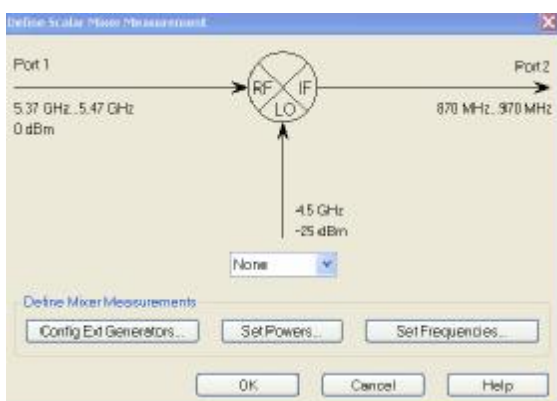 Define Scalar Mixer Measurement
Port 1
Port 2
RF
IF
LO
5.37 GHz...5.47 GHz
0 dBm
870 MHz...970 MHz
4.5 GHz
-25 dBm
None
Define Mixer Measurements
Config Ext Generators...
Set Powers...
Set Frequencies...
OK
Cancel
Help